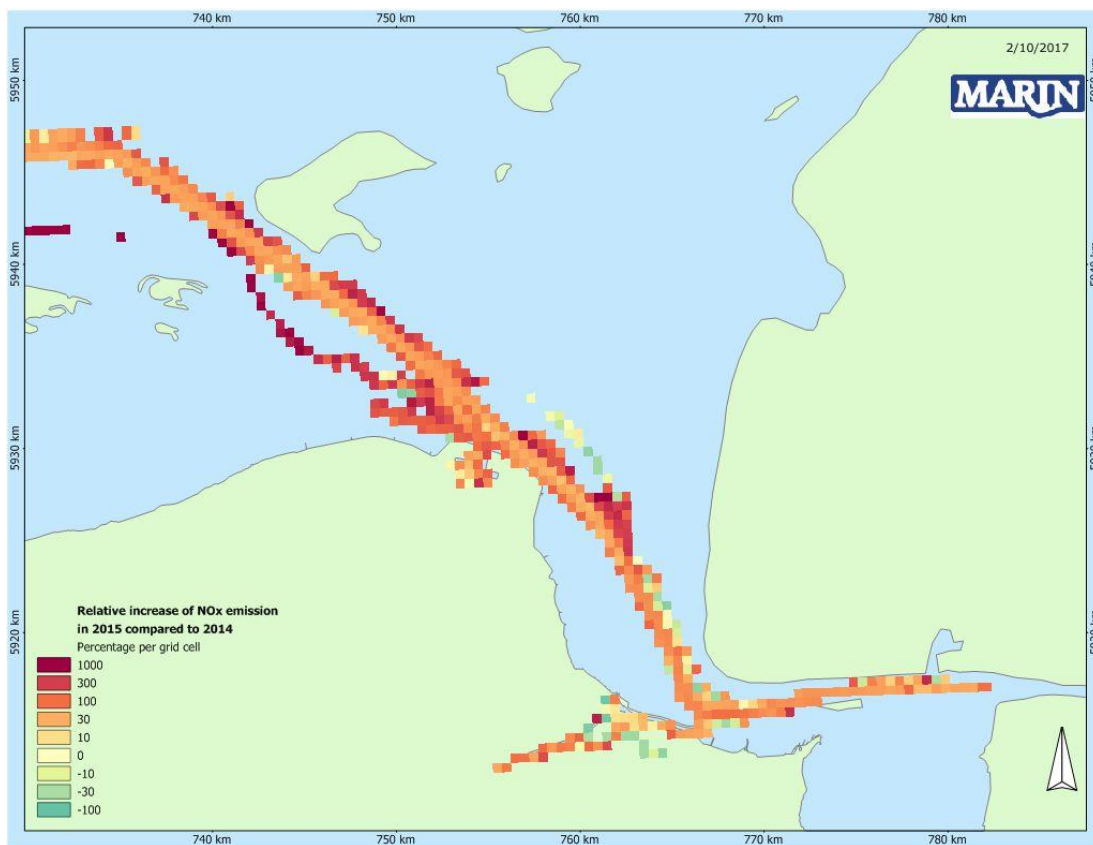 740 km 750 km 760 km 770 km 780 km
2/10/2017
MARIN
5950 km
5940 km 5940 km
5930 km
5920 km
Relative increase of NOx emission
in 2015 compared to 2014
Percentage per grid cell
1000
300
100
30
10
0
-10
-30
-100
740 km 750 km 760 km 770 km 780 km